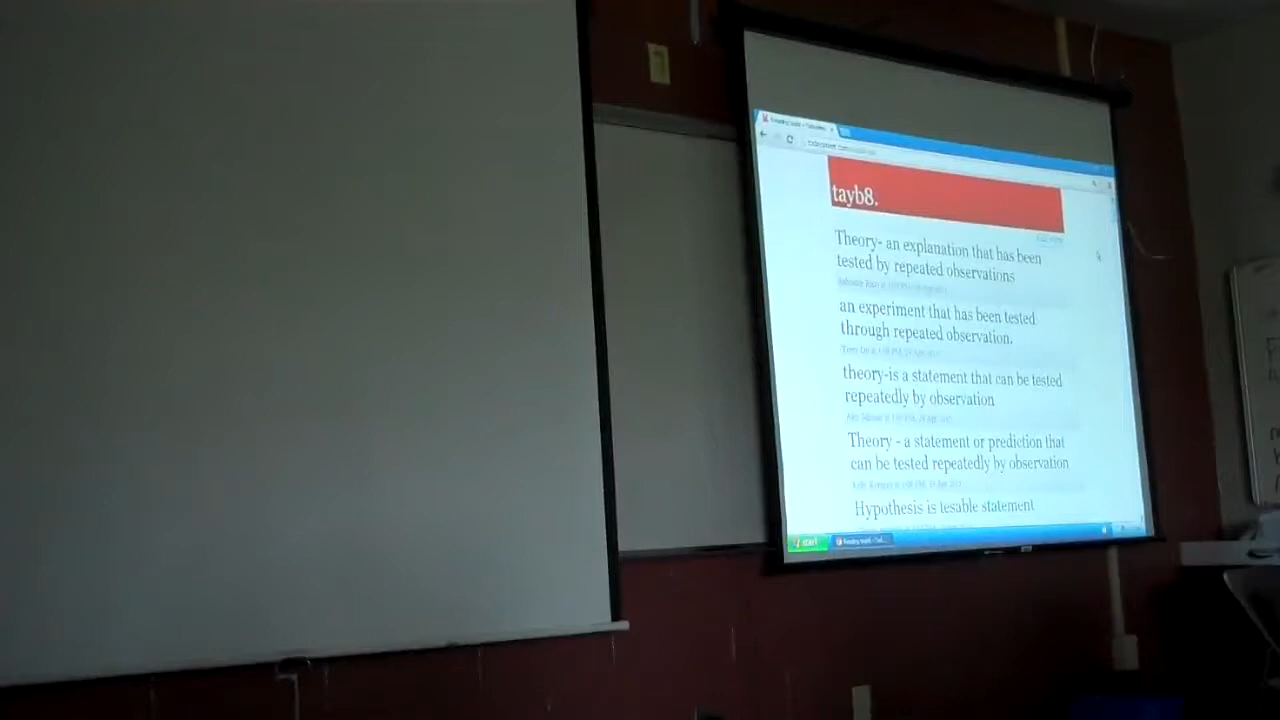 tayb8.
Theory- an explanation that has been
tested by repeated observations
an experiment that has been tested
through repeated observation.
theory-is a statement that can be tested
repeatedly by observation
Theory - a statement or prediction that
can be tested repeatedly by observation
Hypothesis is tesable statement
start